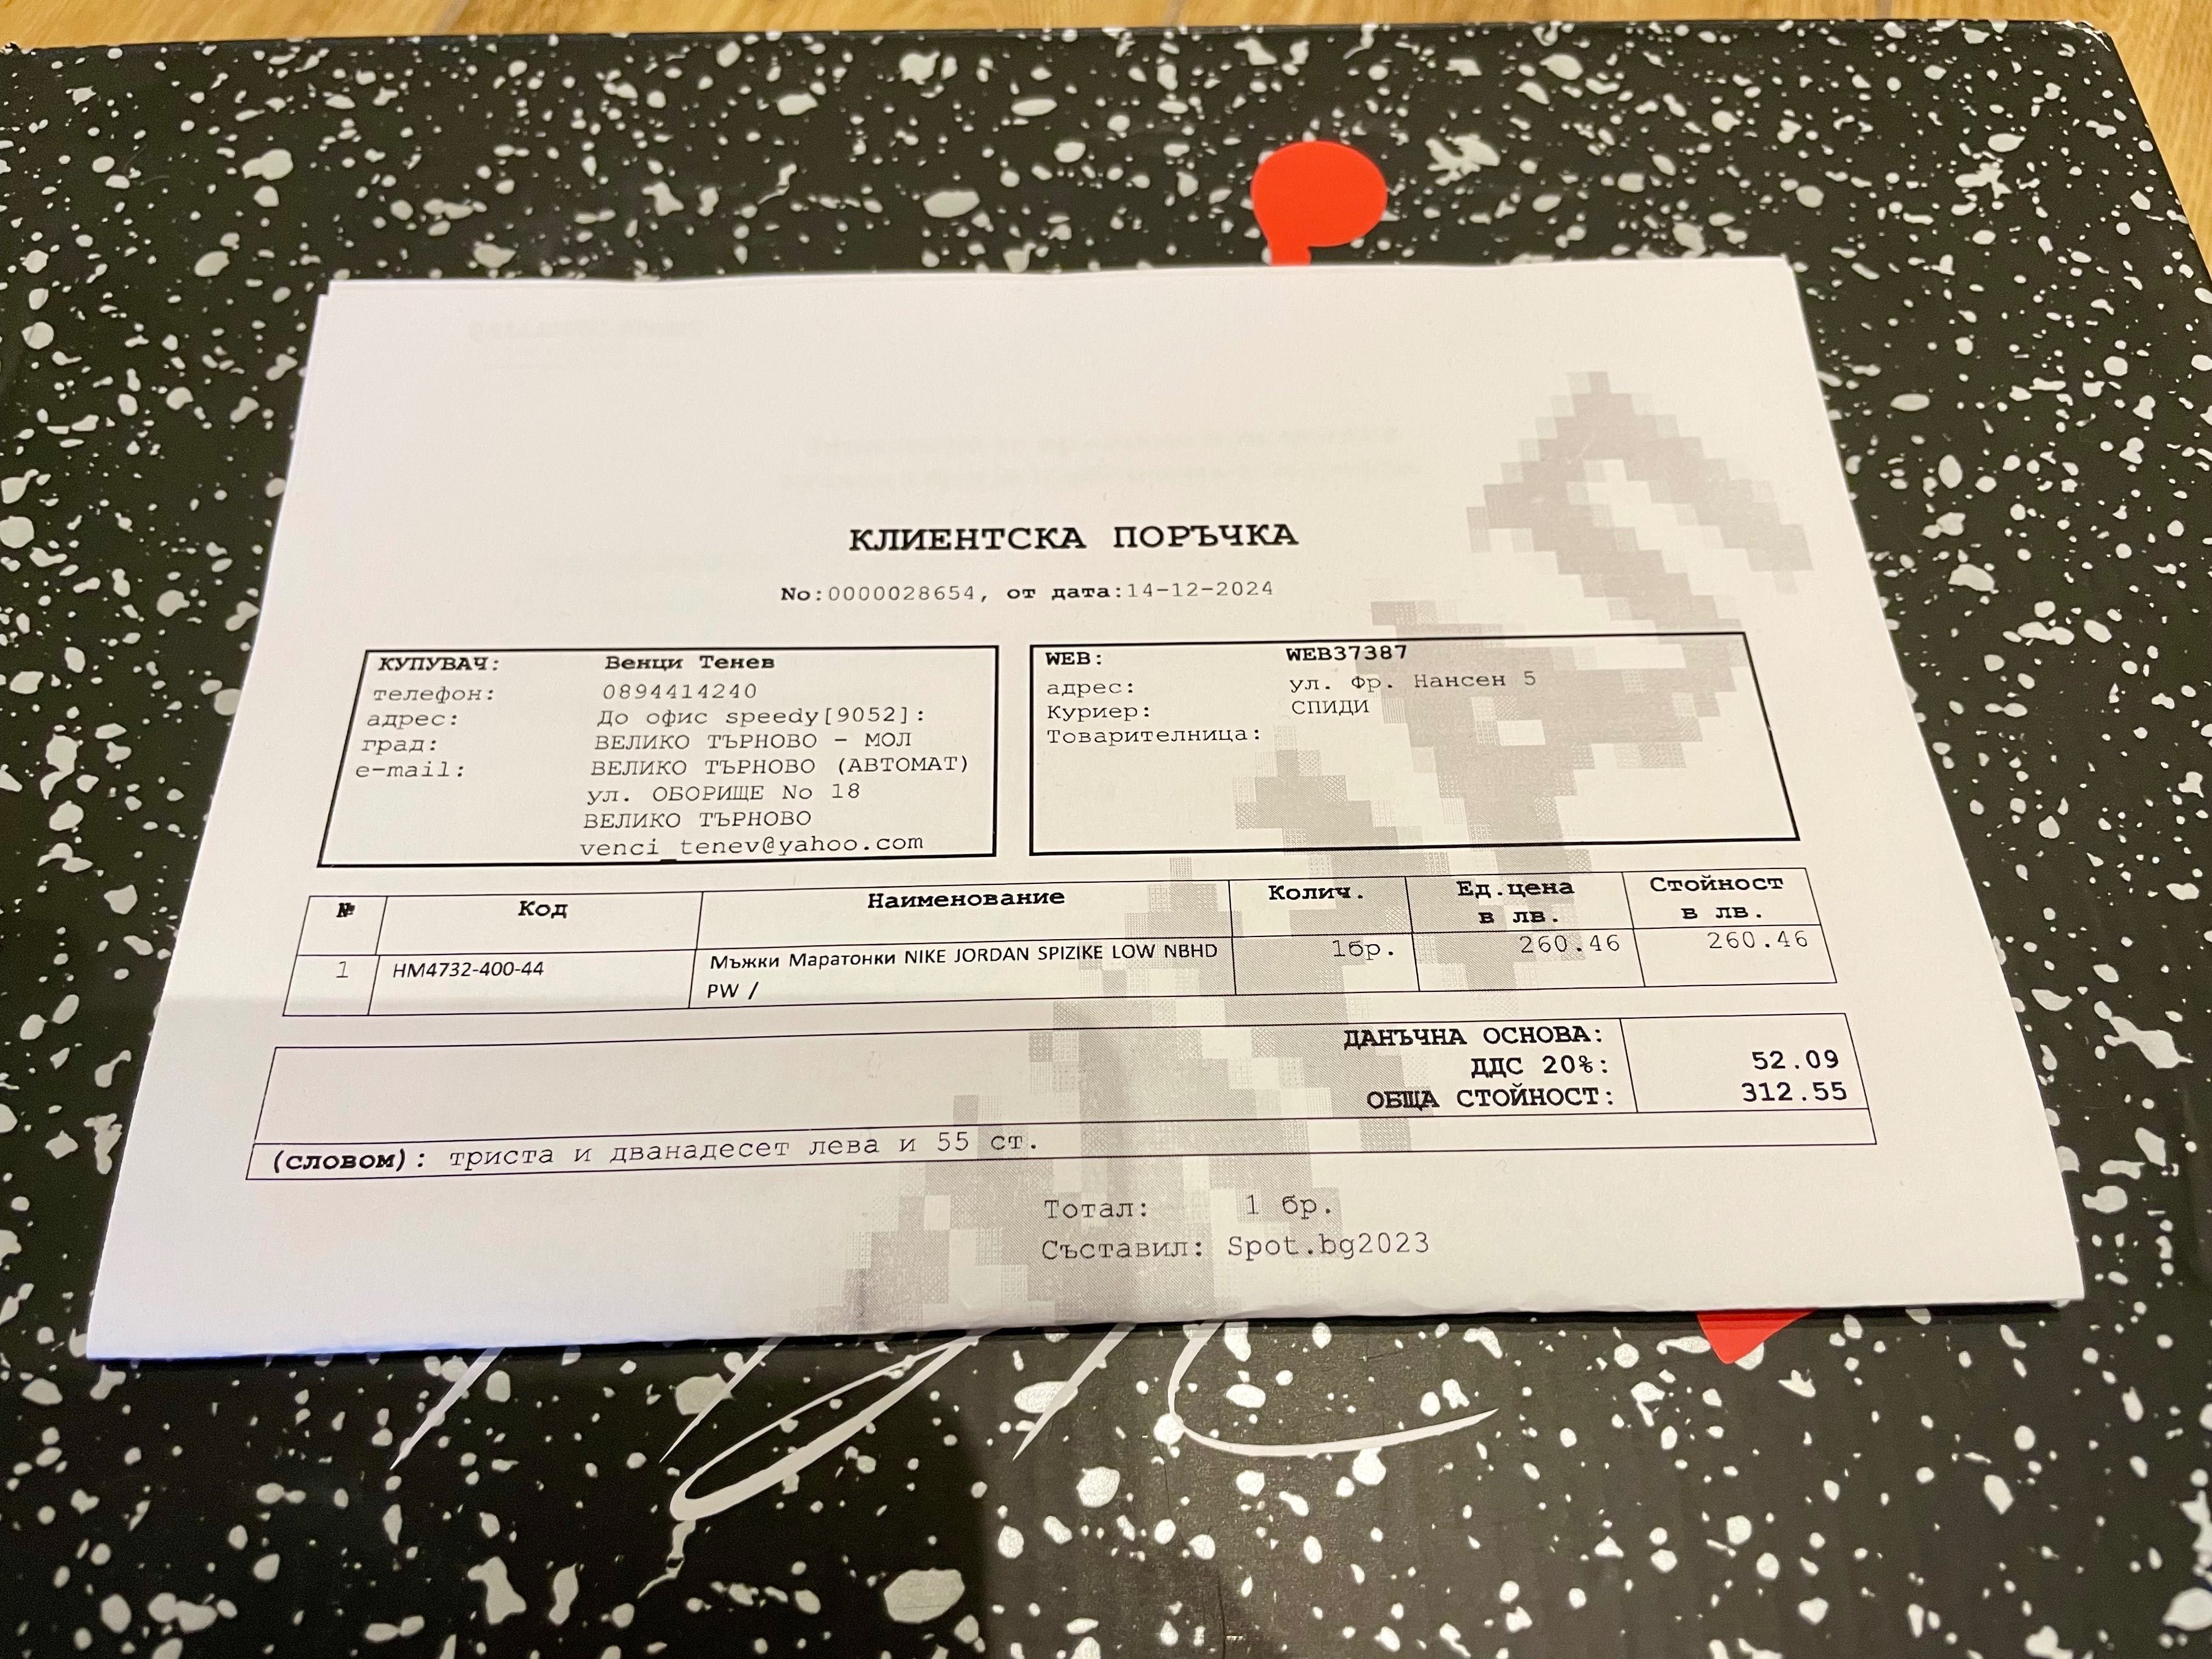 КЛИЕНТСКА ПОРЪЧКА
No:0000028654, от дата:14-12-2024
КУПУВАЧ: Венци Тенев
телефон: 0894414240
адрес: До офис speedy[9052]:
град: ВЕЛИКО ТЪРНОВО - МОЛ
e-mail: ВЕЛИКО ТЪРНОВО (АВТОМАТ)
ул. ОБОРИЩЕ No 18
ВЕЛИКО ТЪРНОВО
venci_tenev@yahoo.com
WEB: WEB37387
адрес: ул. Фр. Нансен 5
Куриер: СПИДИ
Товарителница:
№ Код Наименование Колич. Ед.цена в лв. Стойност в лв.
1 HM4732-400-44 Мъжки Маратонки NIKE JORDAN SPIZIKE LOW NBHD 1бр. 260.46 260.46
PW /
ДАНЪЧНА ОСНОВА:
ДДС 20%: 52.09
ОБЩА СТОЙНОСТ: 312.55
(словом): триста и дванадесет лева и 55 ст.
Тотал: 1 бр.
Съставил: Spot.bg2023